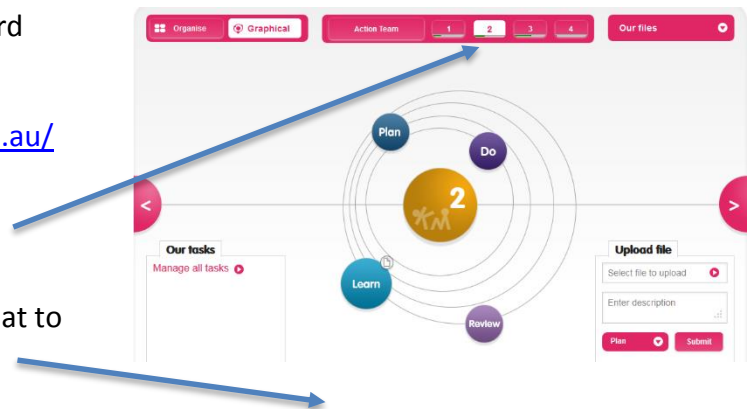 rd
.au/
at to
Organise
Graphical
Action Team
1
2
3
4
Our files
Plan
Do
2
<
>
Our tasks
Manage all tasks
Learn
Review
Upload file
Select file to upload
Enter description
Plan
Submit